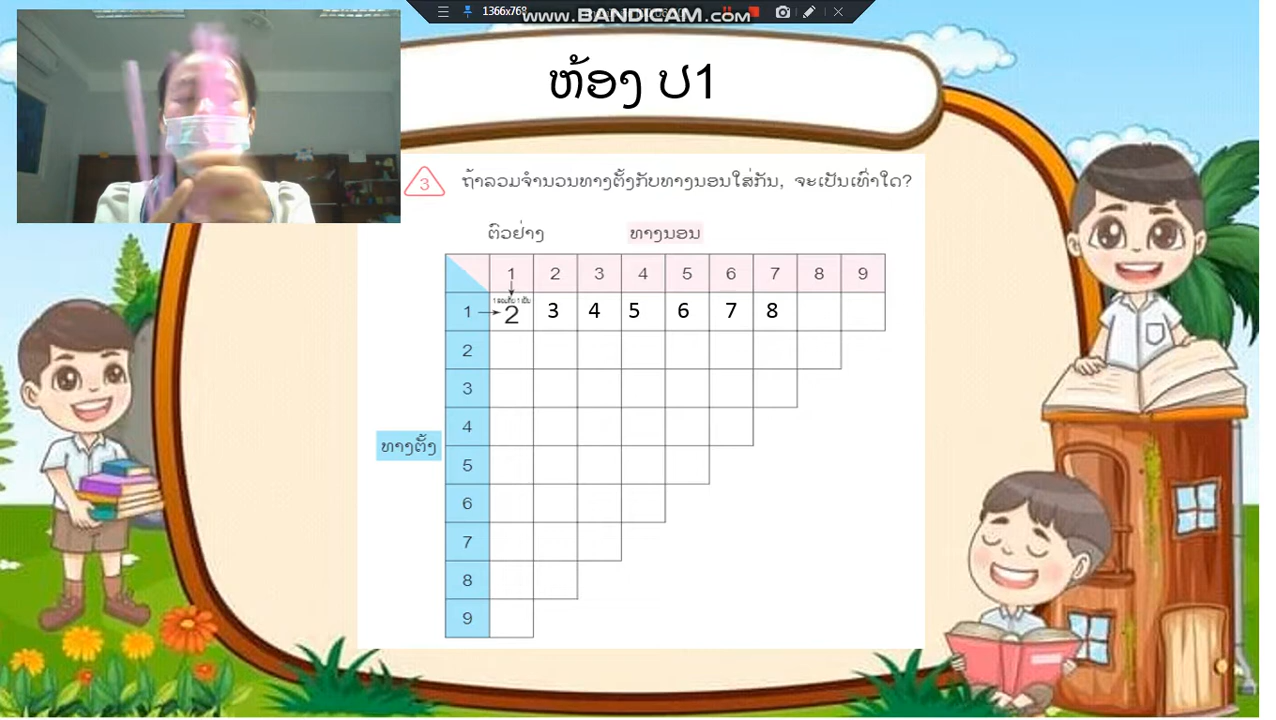 1366x768
www.BANDICAM.com
ຫ້ອງ ປ1
3 ຖ້າລວມຈຳນວນທາງຕັ້ງກັບທາງນອນໃສ່ກັນ, ຈະເປັນເທົ່າໃດ?
ຕົວຢ່າງ ທາງນອນ
1 2 3 4 5 6 7 8 9
1 2 3 4 5 6 7 8
2
3
4
ທາງຕັ້ງ
5
6
7
8
9